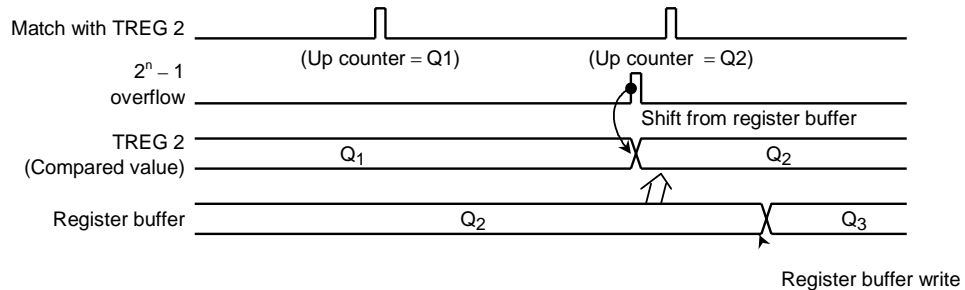 Match with TREG 2
(Up counter = Q1)
(Up counter = Q2)
2ⁿ – 1
overflow
Shift from register buffer
TREG 2
(Compared value)
Q₁
Q₂
Register buffer
Q₂
Q₃
Register buffer write